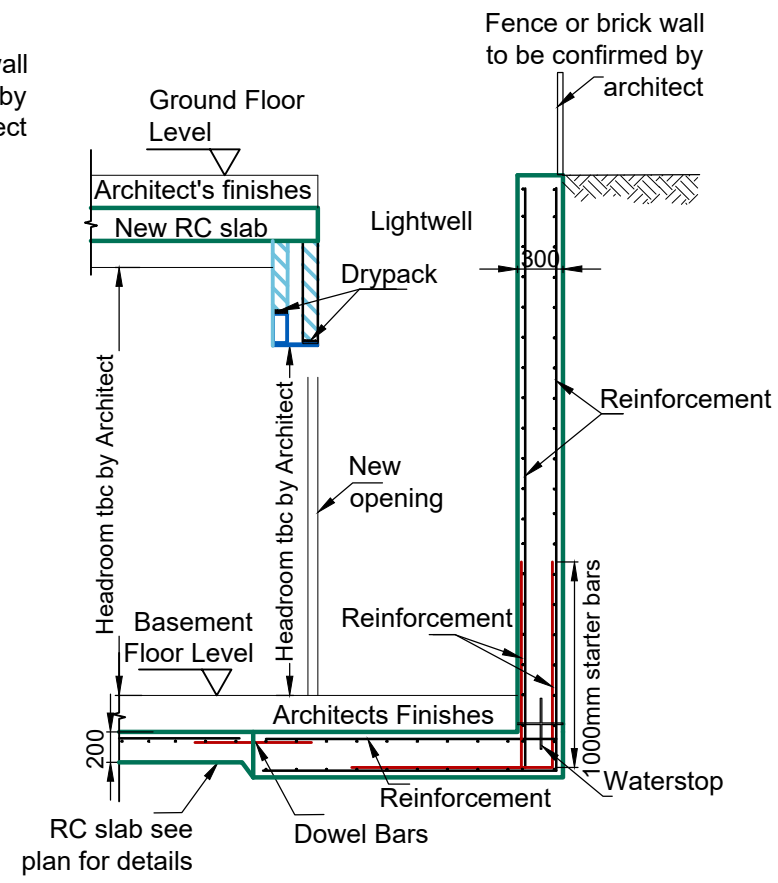 Fence or brick wall
to be confirmed by
architect
by
Ground Floor
Level
Architect's finishes
New RC slab
Lightwell
300
Drypack
Headroom tbc by Architect
Headroom tbc by Architect
Reinforcement
New
opening
Basement
Floor Level
Reinforcement
1000mm starter bars
Architects Finishes
200
Waterstop
Reinforcement
RC slab see
plan for details
Dowel Bars